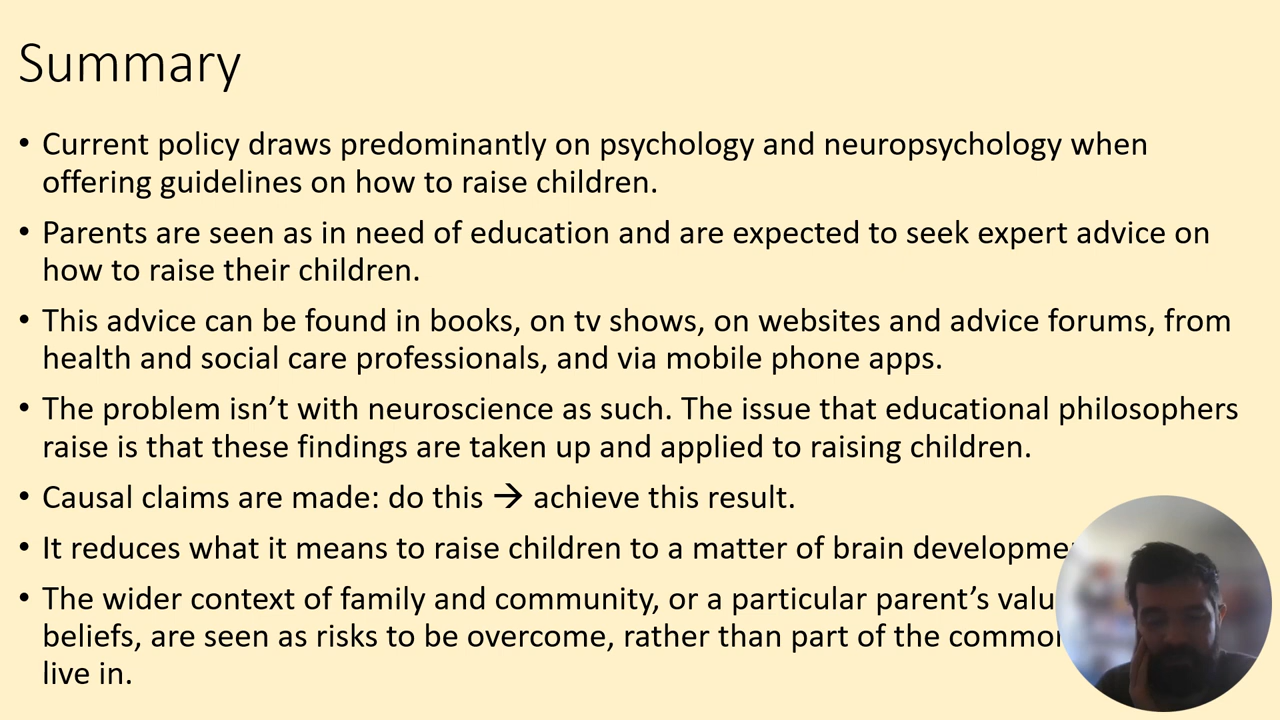 Summary
• Current policy draws predominantly on psychology and neuropsychology when
offering guidelines on how to raise children.
• Parents are seen as in need of education and are expected to seek expert advice on
how to raise their children.
• This advice can be found in books, on tv shows, on websites and advice forums, from
health and social care professionals, and via mobile phone apps.
• The problem isn’t with neuroscience as such. The issue that educational philosophers
raise is that these findings are taken up and applied to raising children.
• Causal claims are made: do this → achieve this result.
• It reduces what it means to raise children to a matter of brain
• The wider context of family and community, or a particular parent’s
beliefs, are seen as risks to be overcome, rather than part of the
live in.